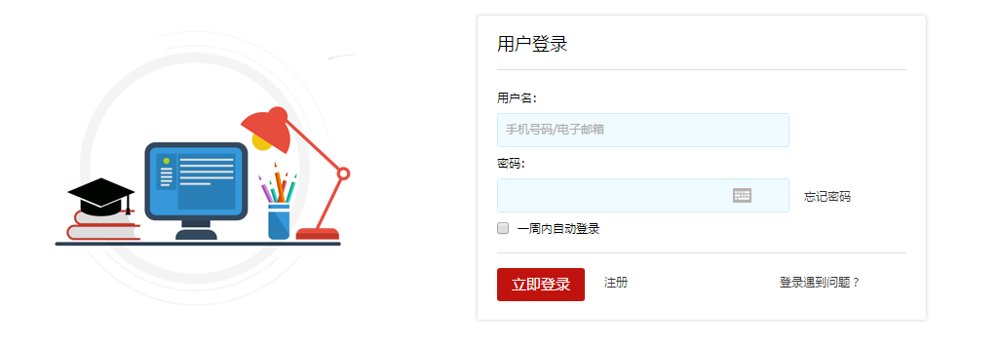 用户登录
用户名:
手机号码/电子邮箱
密码:
忘记密码
一周内自动登录
立即登录 注册 登录遇到问题？